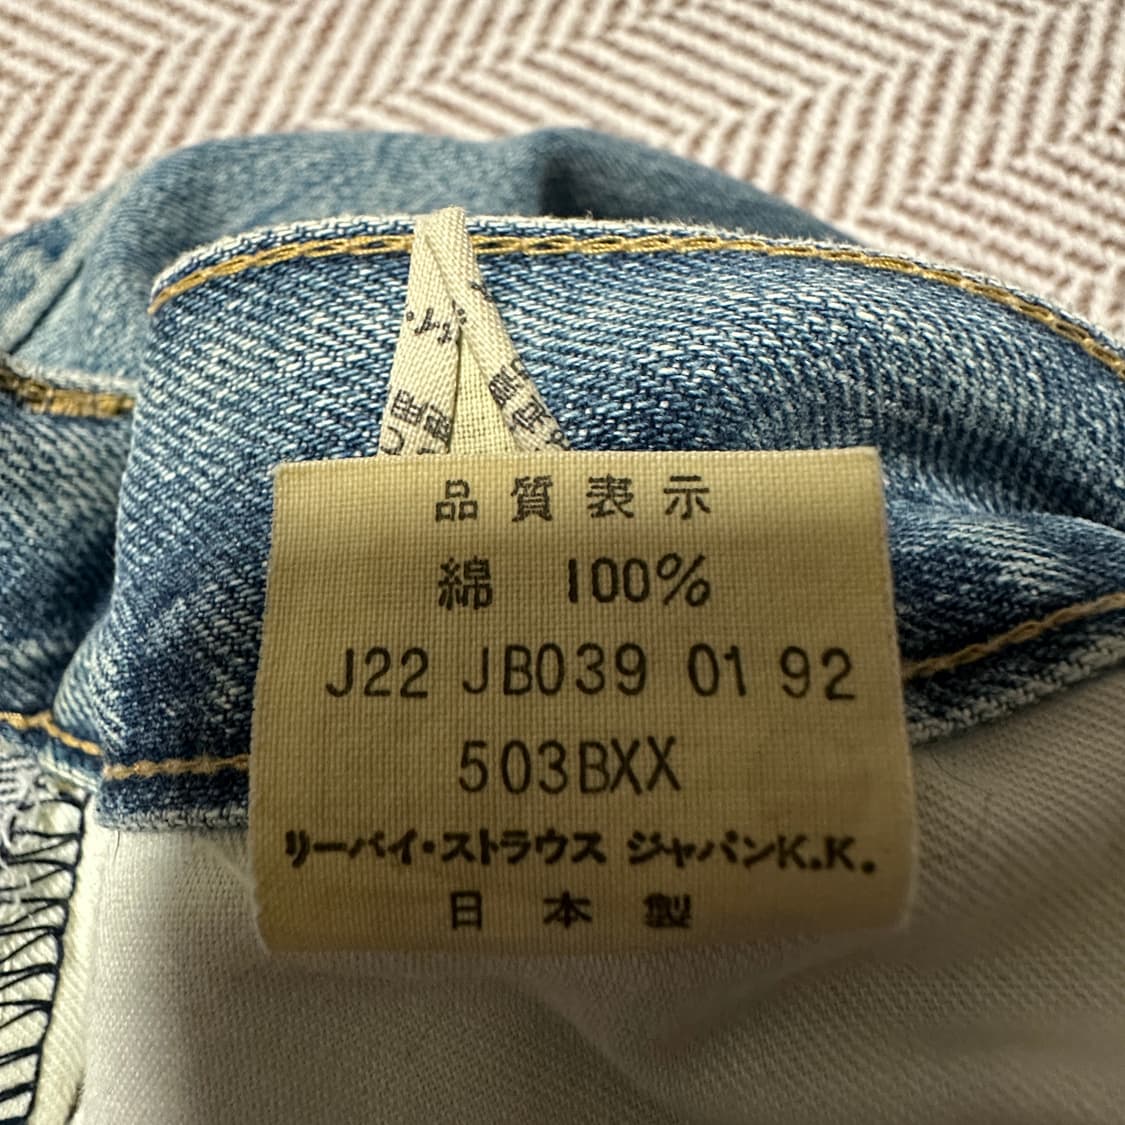 品質表示
綿 100%
J22 JB039 01 92
503BXX
リーバイ・ストラウス ジャパンK.K.
日本製